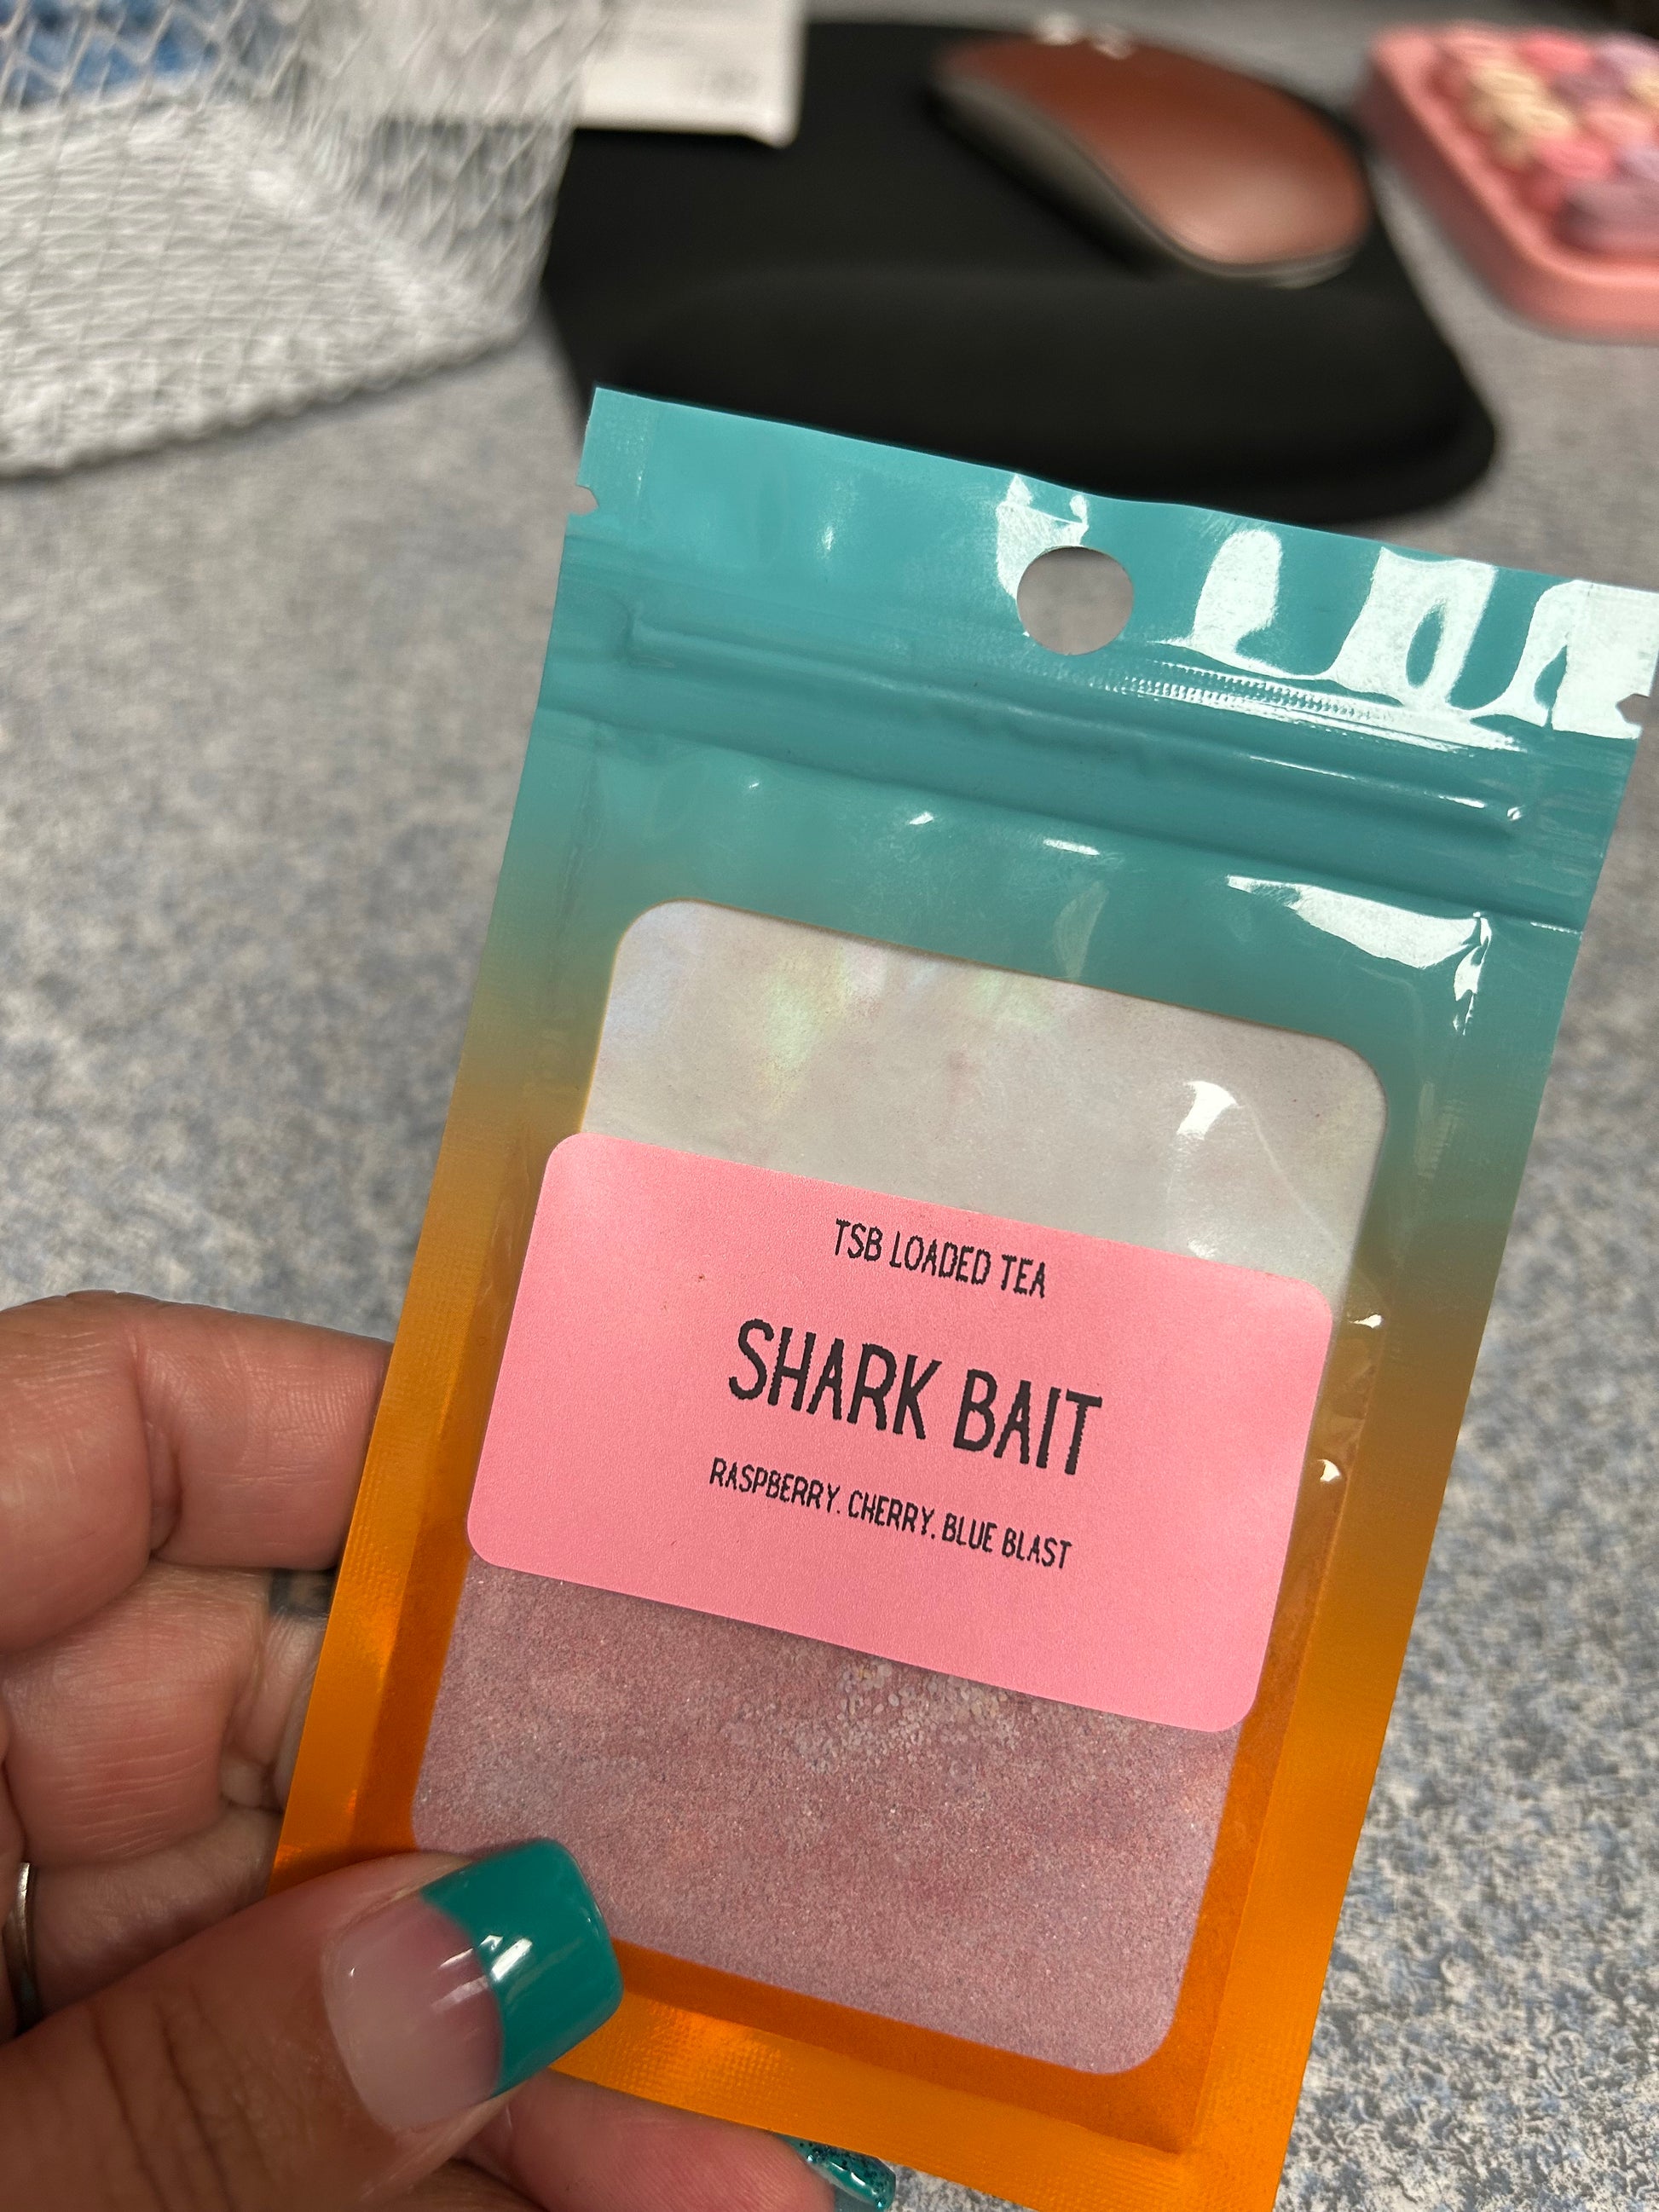 TSB LOADED TEA
SHARK BAIT
RASPBERRY, CHERRY, BLUE BLAST